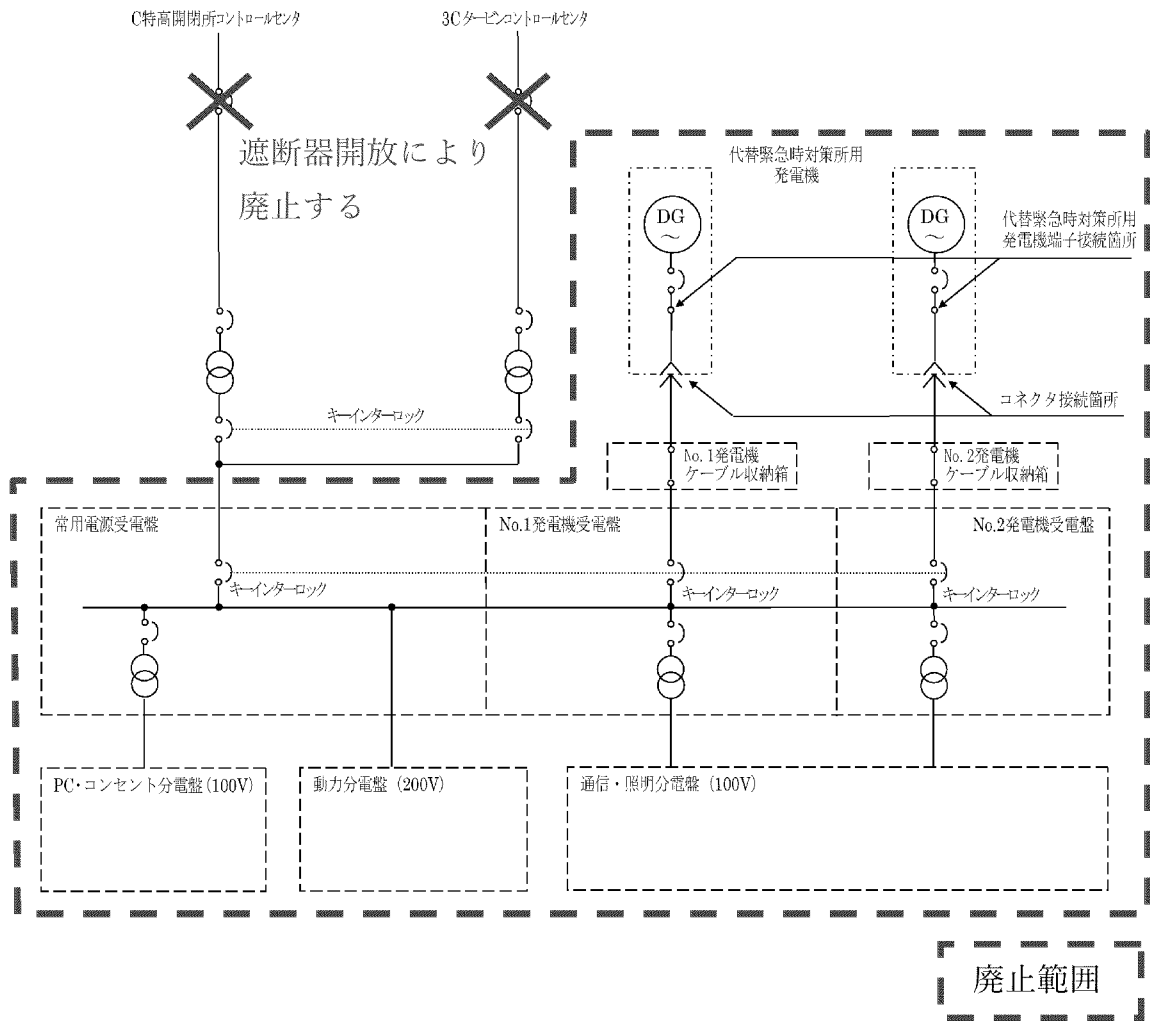 C特高開閉所コントロールセンタ
3Cタービンコントロールセンタ
遮断器開放により
廃止する
代替緊急時対策所用
発電機
DG
~
DG
~
代替緊急時対策所用
発電機端子接続箇所
キーインターロック
コネクタ接続箇所
No.1発電機
ケーブル収納箱
No.2発電機
ケーブル収納箱
常用電源受電盤
No.1発電機受電盤
No.2発電機受電盤
キーインターロック
キーインターロック
キーインターロック
PC・コンセント分電盤(100V)
動力分電盤 (200V)
通信・照明分電盤 (100V)
廃止範囲